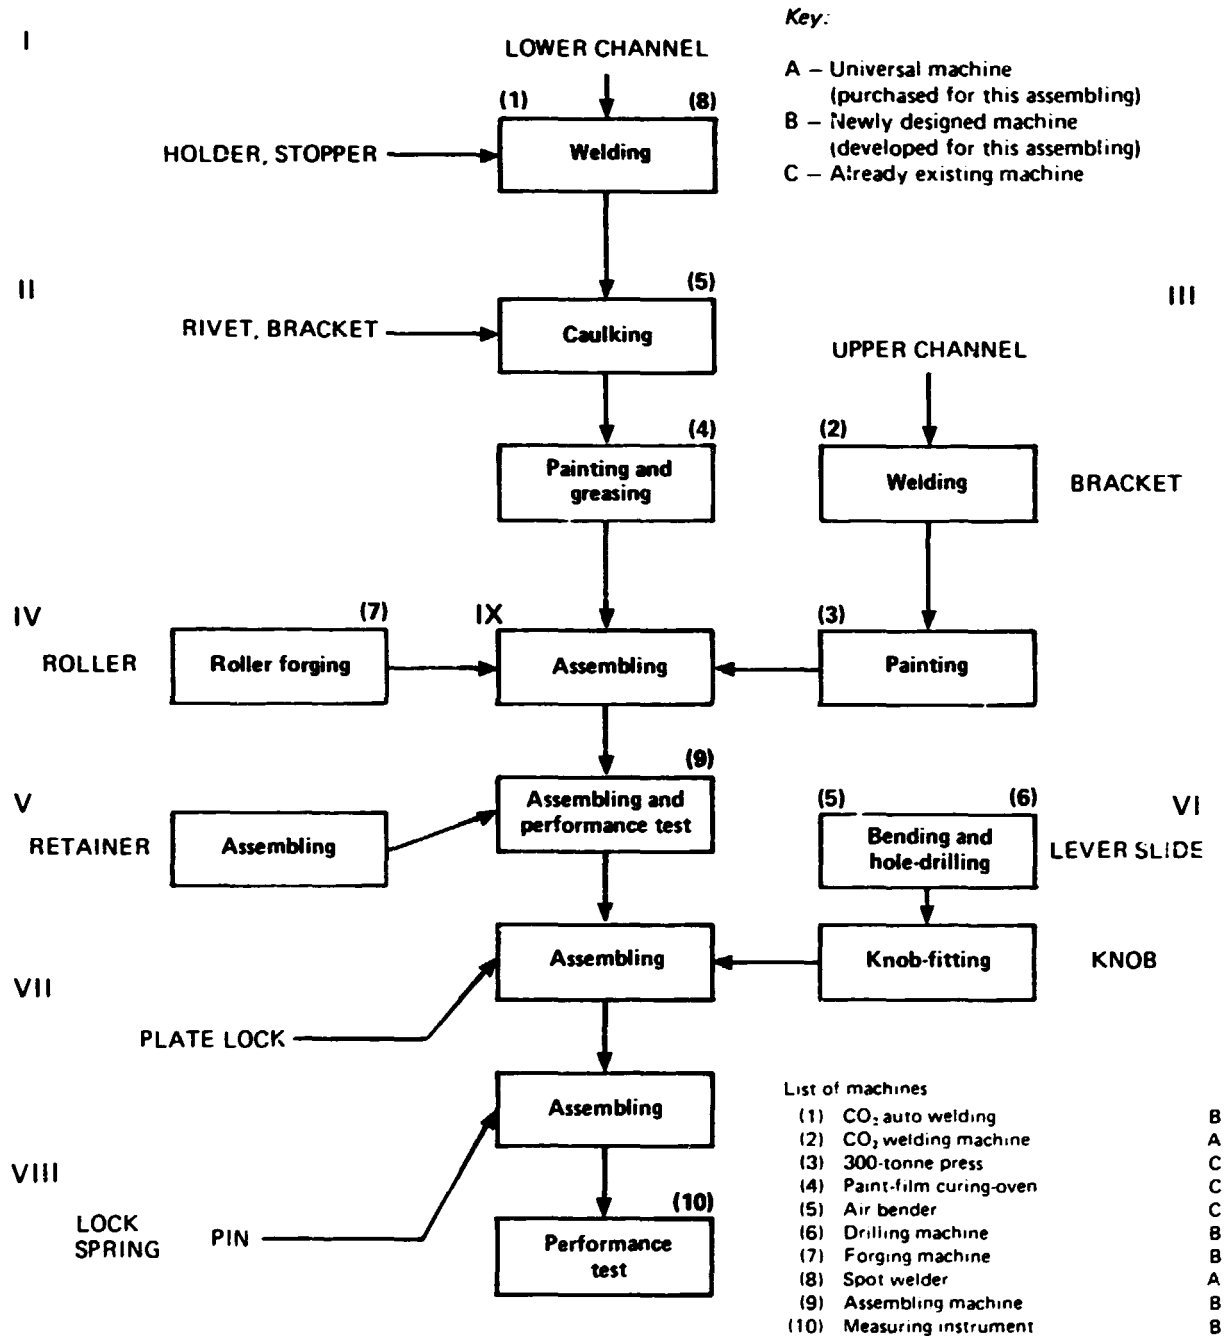 I
LOWER CHANNEL
Key:
A – Universal machine
(purchased for this assembling)
B – Newly designed machine
(developed for this assembling)
C – Already existing machine
(1) (8)
HOLDER, STOPPER
Welding
II
(5)
III
RIVET, BRACKET
Caulking
UPPER CHANNEL
(4)
Painting and
greasing
(2)
Welding
BRACKET
IV
(7)
IX
(3)
ROLLER
Roller forging
Assembling
Painting
V
(9)
RETAINER
Assembling
Assembling and
performance test
(5) (6)
VI
Bending and
hole-drilling
LEVER SLIDE
Assembling
Knob-fitting
KNOB
VII
PLATE LOCK
Assembling
VIII
LOCK
SPRING
PIN
(10)
Performance
test
List of machines
(1) CO₂ auto welding B
(2) CO₂ welding machine A
(3) 300-tonne press C
(4) Paint-film curing-oven C
(5) Air bender C
(6) Drilling machine B
(7) Forging machine B
(8) Spot welder A
(9) Assembling machine B
(10) Measuring instrument B